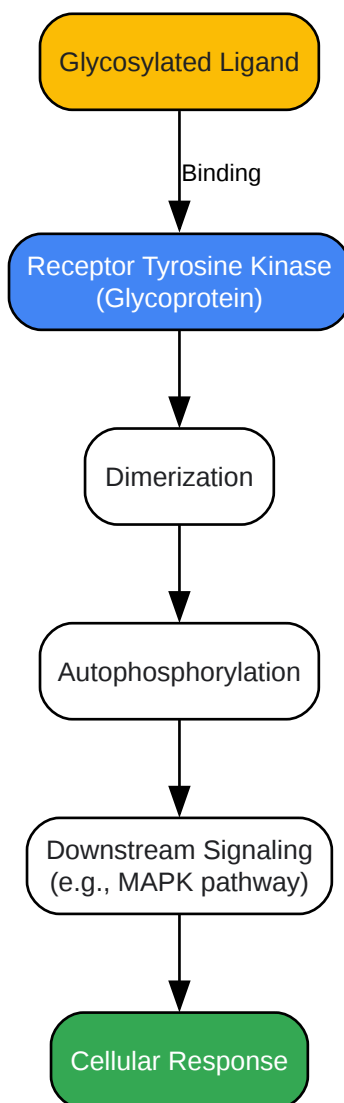 Glycosylated Ligand
Binding
Receptor Tyrosine Kinase
(Glycoprotein)
Dimerization
Autophosphorylation
Downstream Signaling
(e.g., MAPK pathway)
Cellular Response